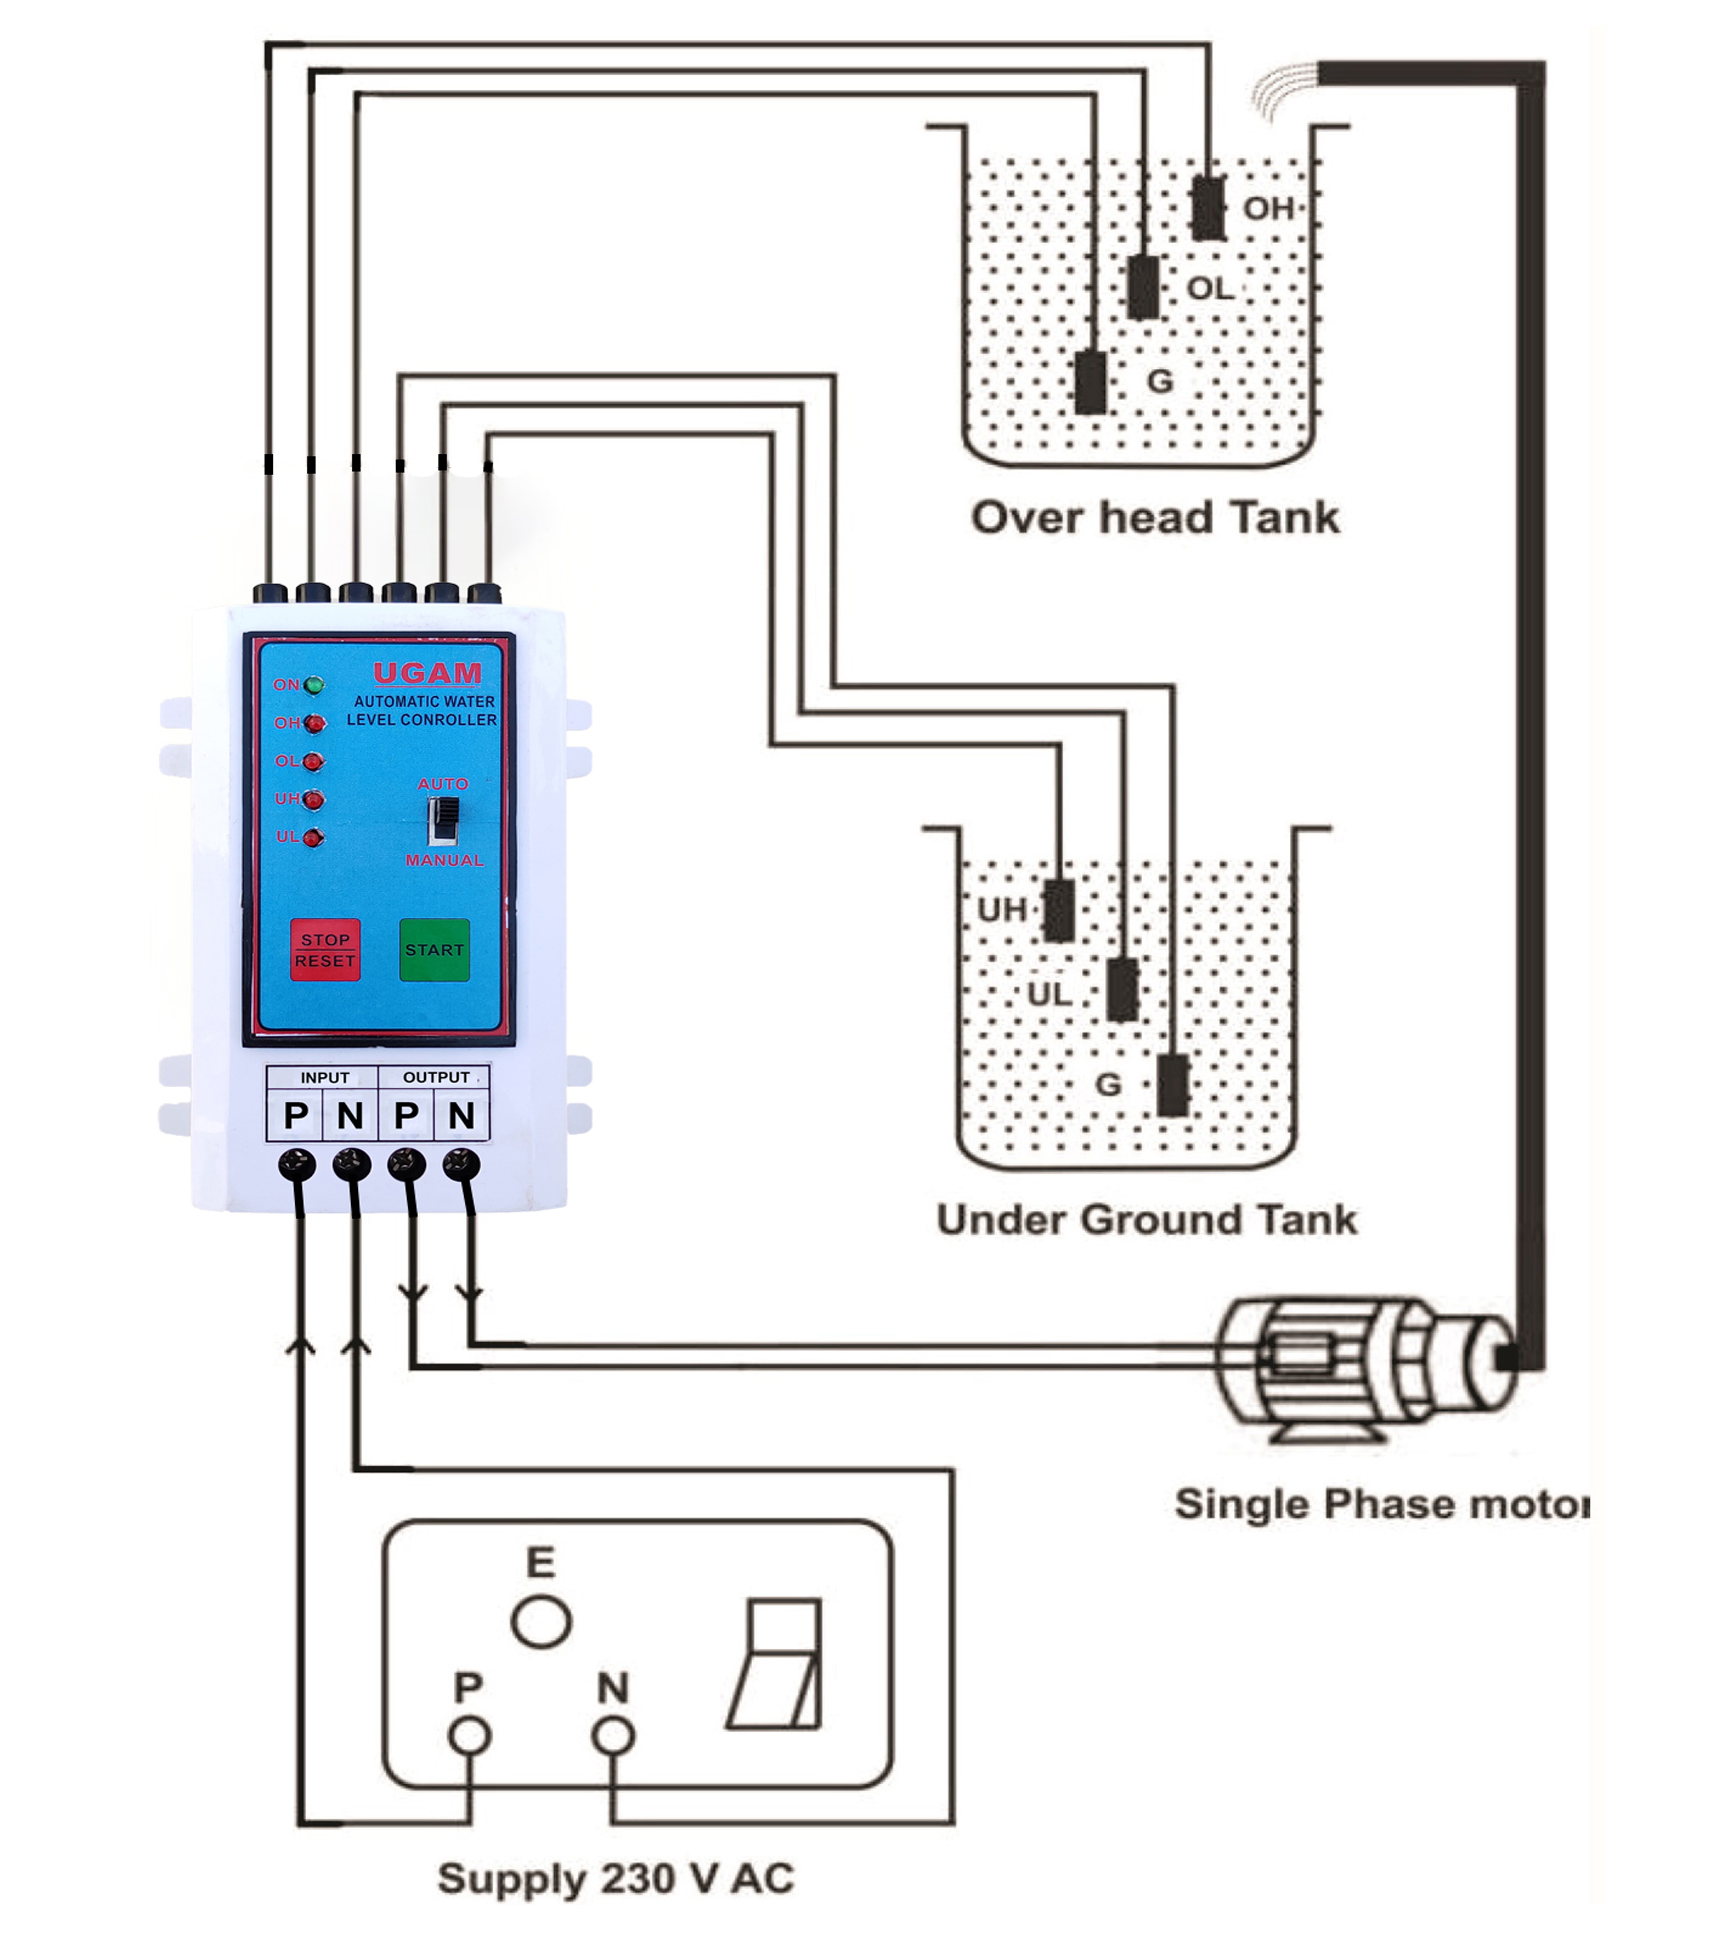 OH
OL
G
Over head Tank
UGAM
AUTOMATIC WATER
LEVEL CONROLLER
ON
OH
OL
UH
UL
AUTO
MANUAL
STOP
RESET
START
INPUT OUTPUT
P N P N
UH
UL
G
Under Ground Tank
Single Phase motor
E
P N
Supply 230 V AC